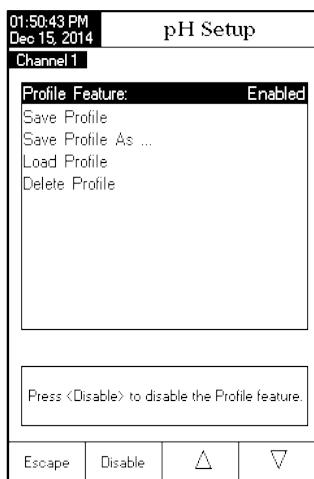 01:50:43 PM
Dec 15, 2014
pH Setup
Channel 1
Profile Feature: Enabled
Save Profile
Save Profile As ...
Load Profile
Delete Profile
Press <Disable> to disable the Profile feature.
Escape Disable